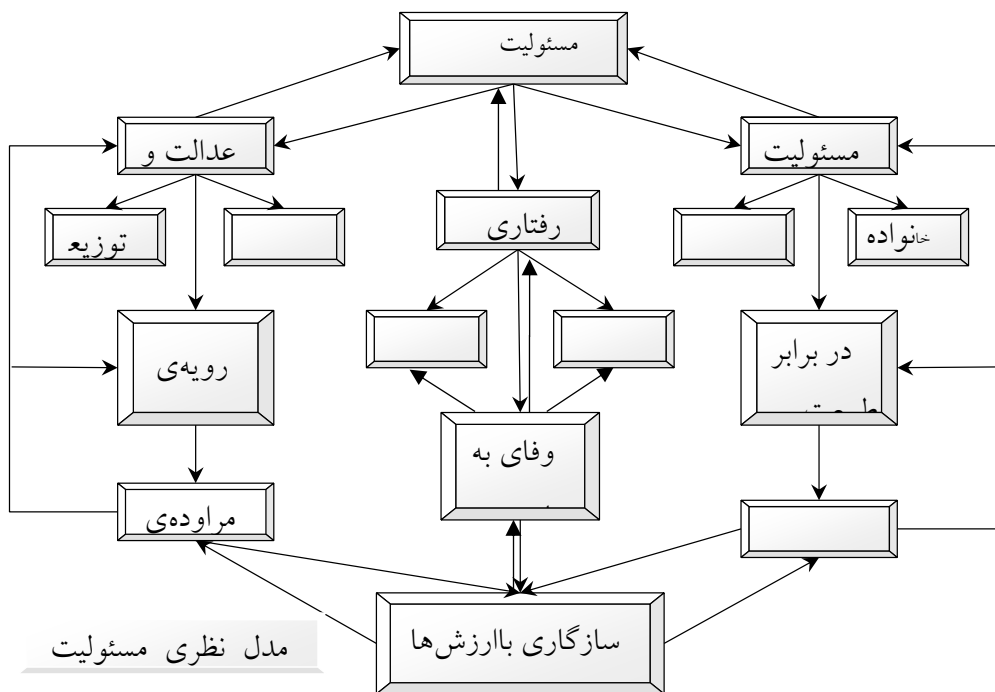 مسئولیت
عدالت و
مسئولیت
رفتاری
توزیع
خانواده
رویه‌ی
در برابر
وفای به
مراوده‌ی
سازگاری باارزش‌ها
مدل نظری مسئولیت